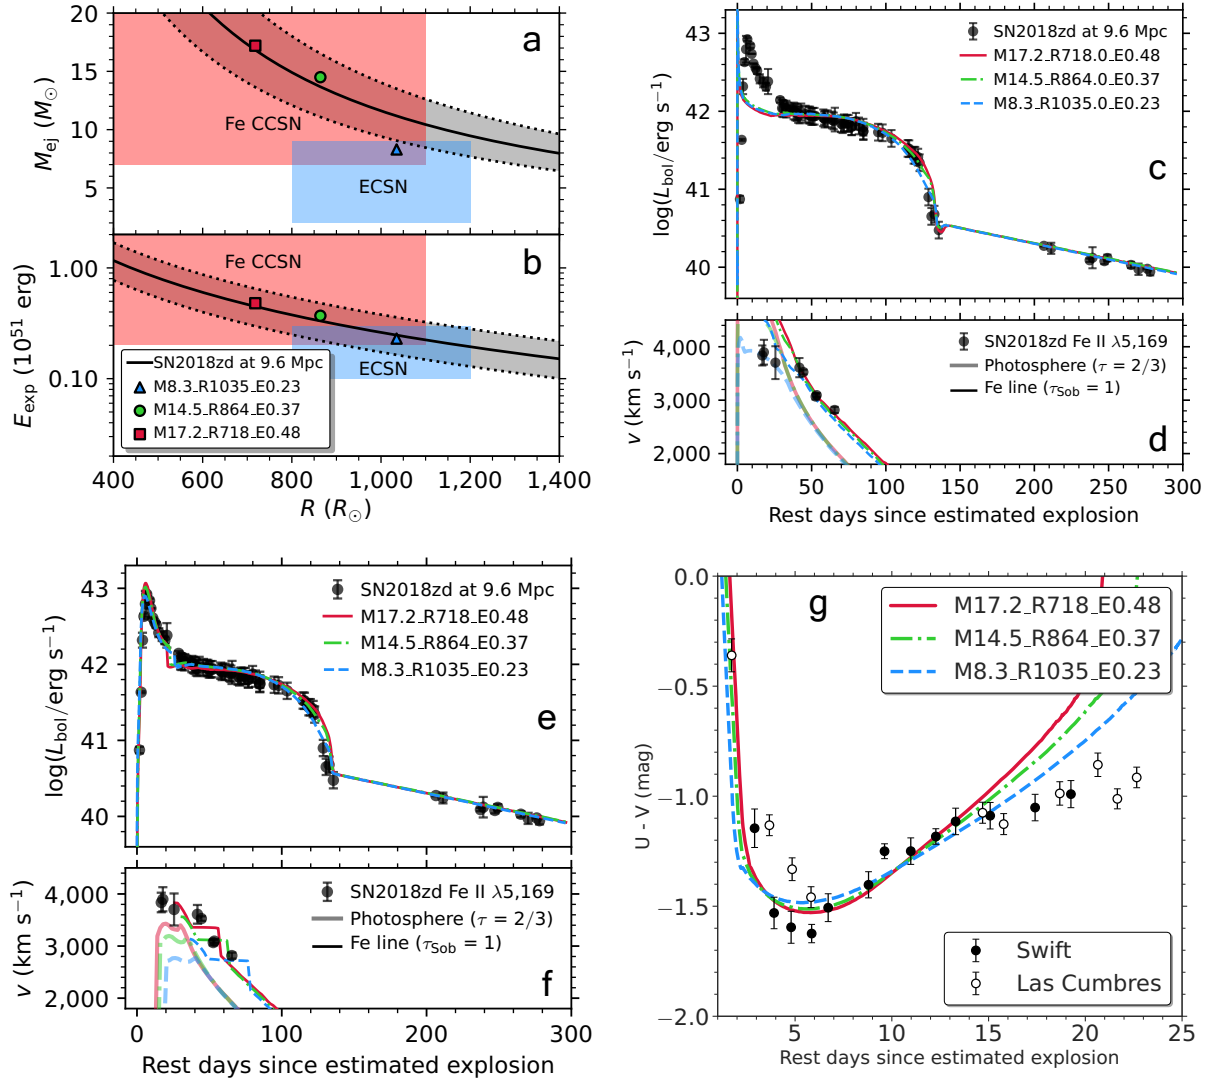 20
15
10
5
M_ej (M_⊙)
a
Fe CCSN
ECSN
1.00
0.10
E_exp (10^51 erg)
b
Fe CCSN
ECSN
SN2018zd at 9.6 Mpc
M8.3_R1035_E0.23
M14.5_R864_E0.37
M17.2_R718_E0.48
400 600 800 1,000 1,200 1,400
R (R_⊙)
43
42
41
40
log(L_bol/erg s^−1)
SN2018zd at 9.6 Mpc
M17.2_R718.0_E0.48
M14.5_R864.0_E0.37
M8.3_R1035.0_E0.23
c
4,000
3,000
2,000
v (km s^−1)
SN2018zd Fe II λ5,169
Photosphere (τ = 2/3)
Fe line (τ_Sob = 1)
d
0 50 100 150 200 250 300
Rest days since estimated explosion
43
42
41
40
log(L_bol/erg s^−1)
SN2018zd at 9.6 Mpc
M17.2_R718_E0.48
M14.5_R864_E0.37
M8.3_R1035_E0.23
e
4,000
3,000
2,000
v (km s^−1)
SN2018zd Fe II λ5,169
Photosphere (τ = 2/3)
Fe line (τ_Sob = 1)
f
0 100 200 300
Rest days since estimated explosion
0.0
−0.5
−1.0
−1.5
−2.0
U - V (mag)
g
M17.2_R718_E0.48
M14.5_R864_E0.37
M8.3_R1035_E0.23
Swift
Las Cumbres
5 10 15 20 25
Rest days since estimated explosion